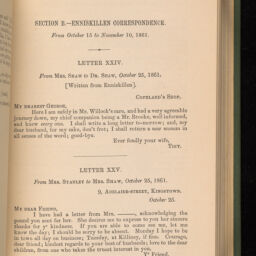 SECTION B.—ENNISKILLEN CORRESPONDENCE.
From October 15 to November 10, 1861.
LETTER XXIV.
From Mrs. Shaw to Dr. Shaw, October 25, 1861.
[Written from Enniskillen].
Copeland's Shop.
My dearest George,
Here I am safely in Mr. Willock's care, and had a very agreeable
journey down, my chief companion being a Mr. Brooke, well informed,
and knew every one. I shall write a long letter to-morrow; and, my
dear husband, for my sake, don't fret; I shall return a new woman in
all senses of the word; good-bye.
Ever fondly your wife,
LETTER XXV.
From Mrs. Stanley to Mrs. Shaw, October 25, 1861.
9, Adelaide-street, Kingstown,
October 25.
My dear Friend,
I have had a letter from Mrs. ———, acknowledging the
pound you sent for her. She desires me to express to you her sincere
thanks for yr kindness. If you are able to come see me, let me
know the day; I should be sorry to be absent. Monday I hope to be
in town all day on business; Tuesday, at Killiney, if fine. Courage,
dear friend; kindest regards to your best of husbands; love to the dear
children, from one who takes the truest interest in you.
Yr Friend,